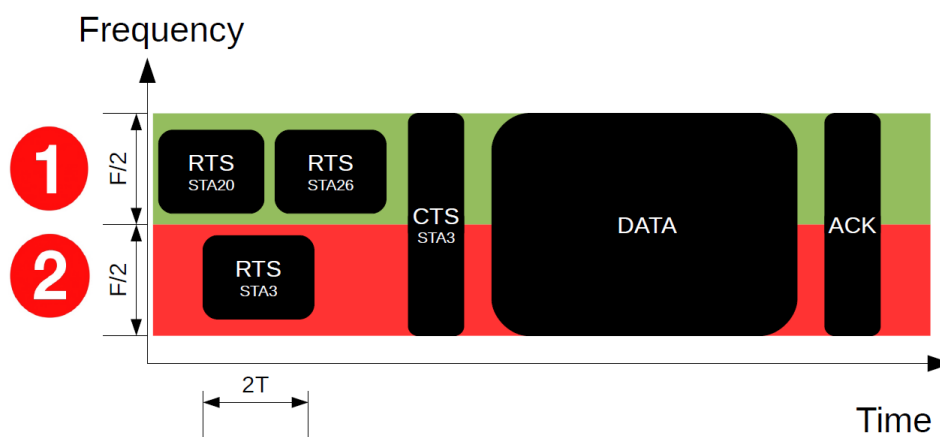 Frequency
1
F/2
RTS
STA20
RTS
STA26
CTS
STA3
DATA
ACK
2
F/2
RTS
STA3
2T
Time